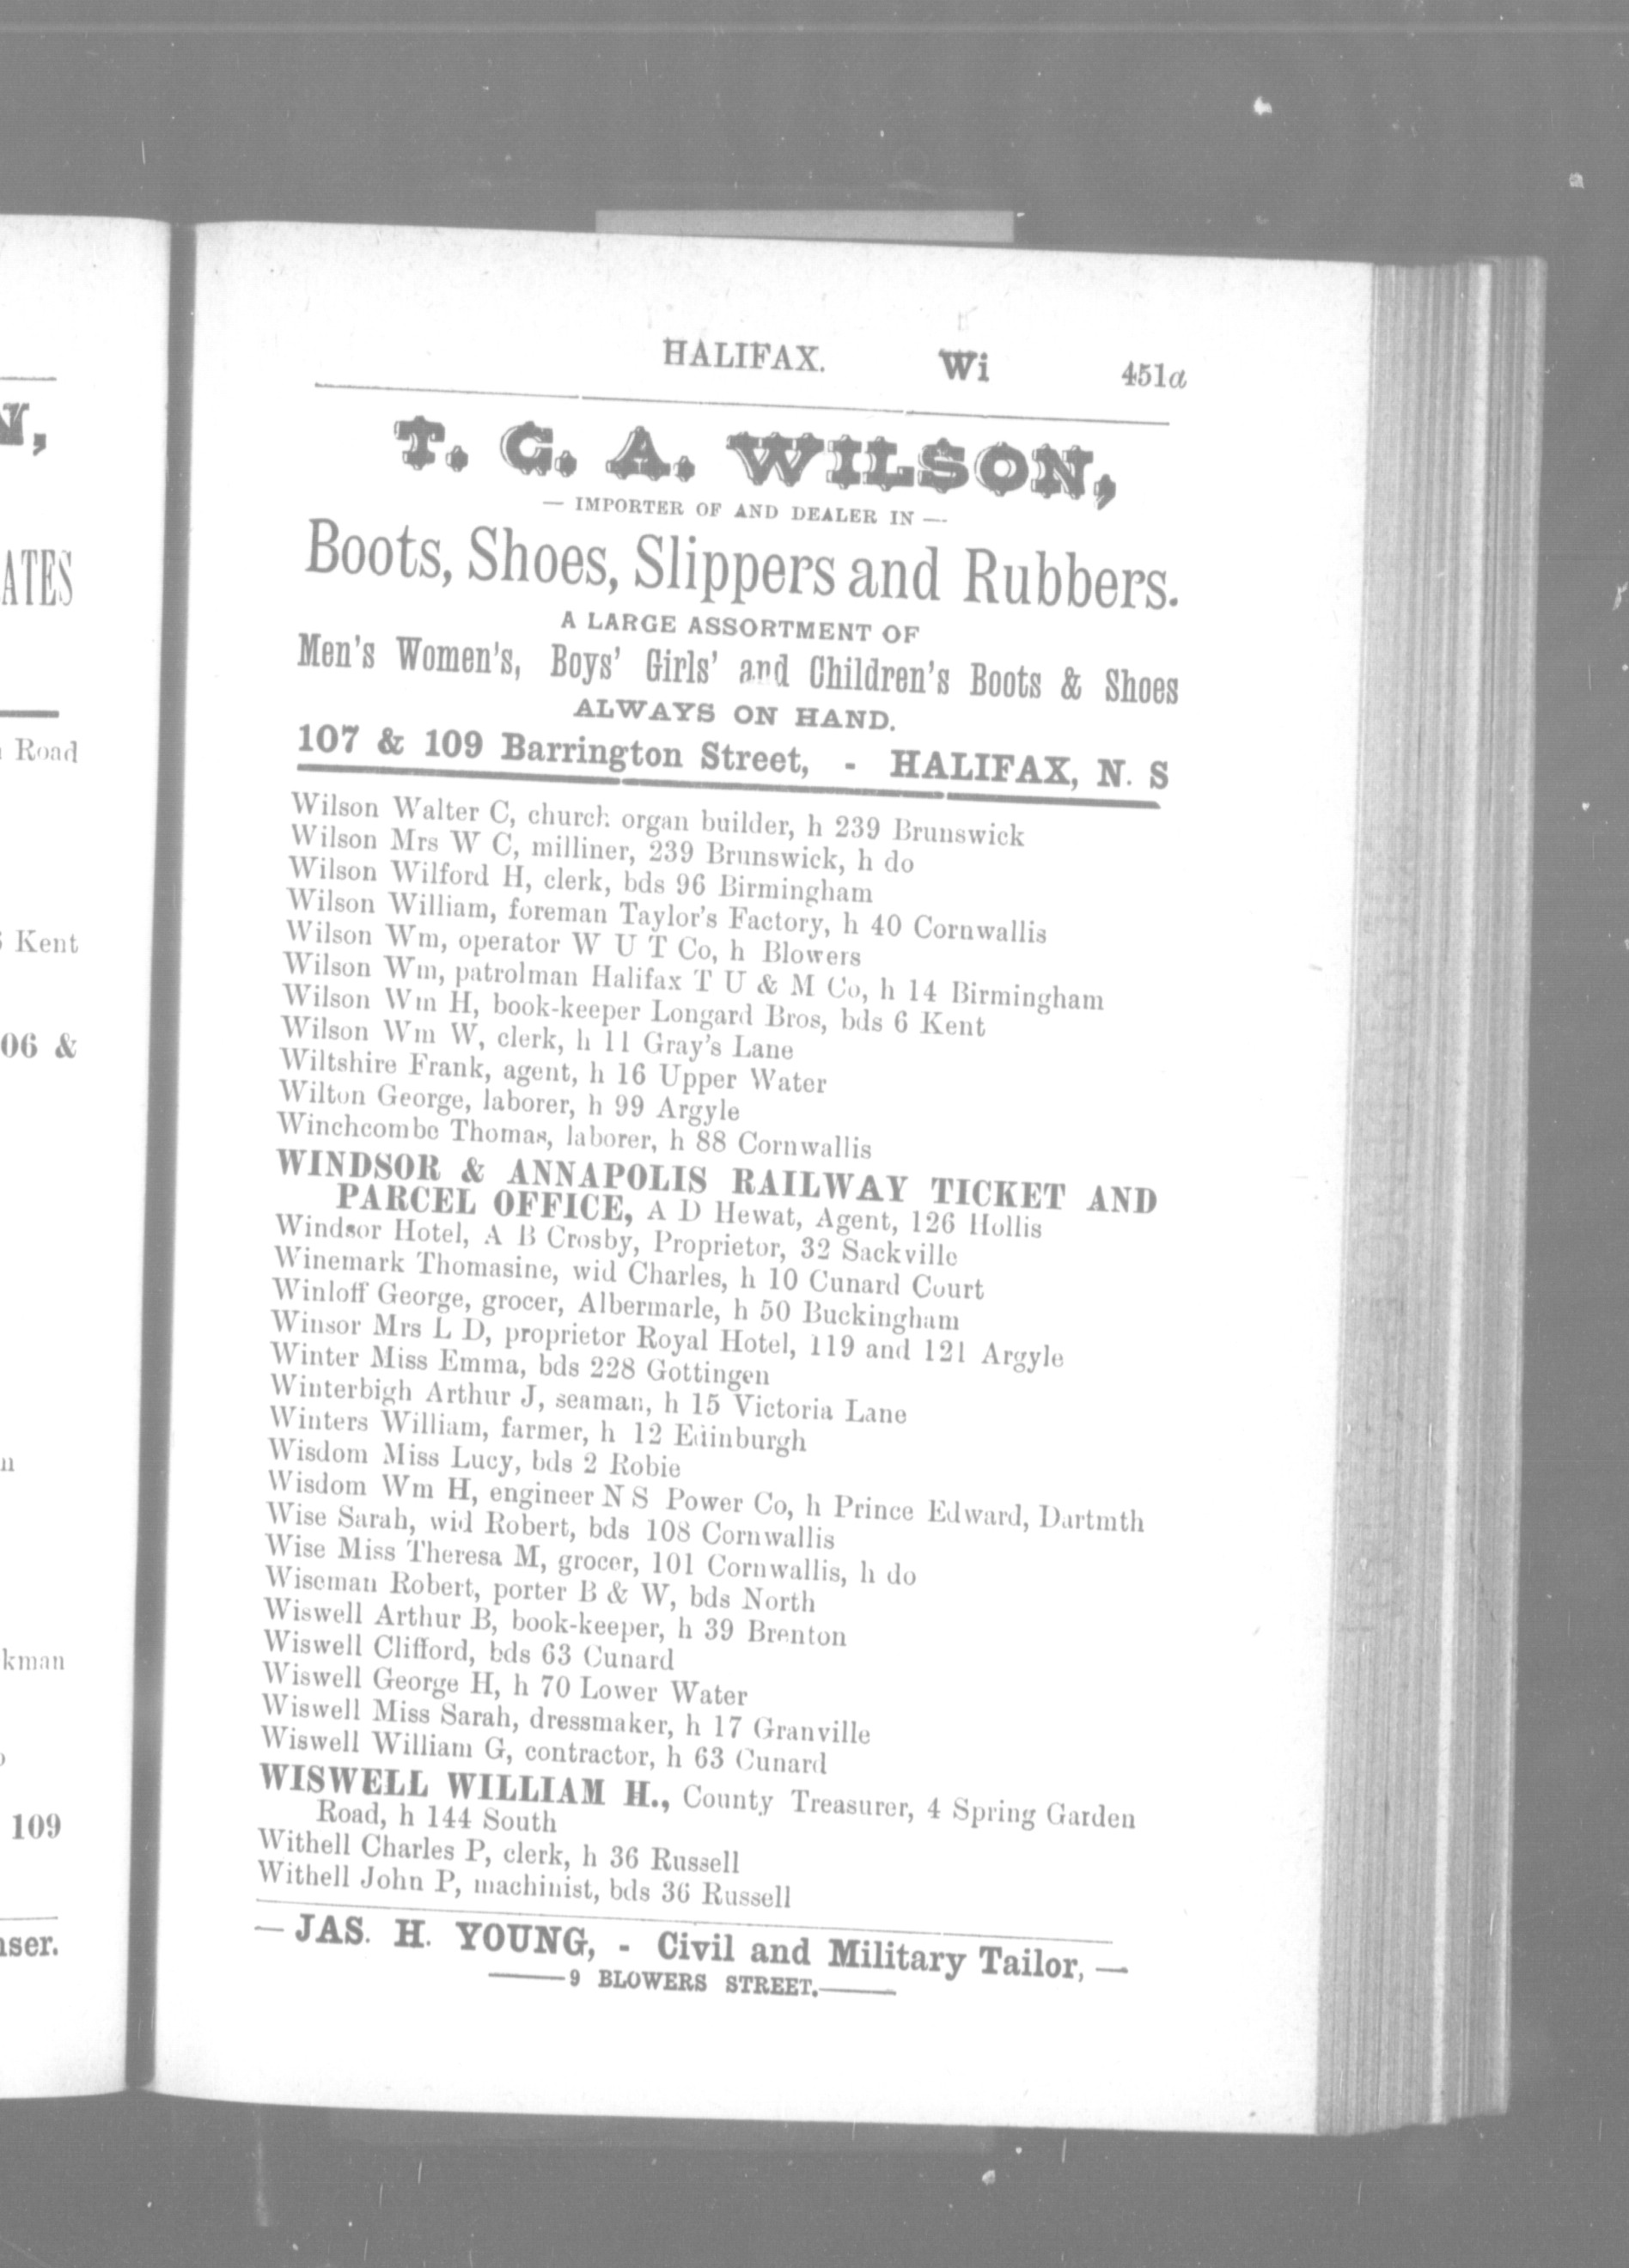 HALIFAX. Wi 451a
T. C. A. WILSON,
— IMPORTER OF AND DEALER IN —
Boots, Shoes, Slippers and Rubbers.
A LARGE ASSORTMENT OF
Men's Women's, Boys' Girls' and Children's Boots & Shoes
ALWAYS ON HAND.
107 & 109 Barrington Street, - HALIFAX, N. S
Wilson Walter C, church organ builder, h 239 Brunswick
Wilson Mrs W C, milliner, 239 Brunswick, h do
Wilson Wilford H, clerk, bds 96 Birmingham
Wilson William, foreman Taylor's Factory, h 40 Cornwallis
Wilson Wm, operator W U T Co, h Blowers
Wilson Wm, patrolman Halifax T U & M Co, h 14 Birmingham
Wilson Wm H, book-keeper Longard Bros, bds 6 Kent
Wilson Wm W, clerk, h 11 Gray's Lane
Wiltshire Frank, agent, h 16 Upper Water
Wilton George, laborer, h 99 Argyle
Winchcombe Thomas, laborer, h 88 Cornwallis
WINDSOR & ANNAPOLIS RAILWAY TICKET AND
PARCEL OFFICE, A D Hewat, Agent, 126 Hollis
Windsor Hotel, A B Crosby, Proprietor, 32 Sackville
Winemark Thomasine, wid Charles, h 10 Cunard Court
Winloff George, grocer, Albermarle, h 50 Buckingham
Winsor Mrs L D, proprietor Royal Hotel, 119 and 121 Argyle
Winter Miss Emma, bds 228 Gottingen
Winterbigh Arthur J, seaman, h 15 Victoria Lane
Winters William, farmer, h 12 Edinburgh
Wisdom Miss Lucy, bds 2 Robie
Wisdom Wm H, engineer N S Power Co, h Prince Edward, Dartmth
Wise Sarah, wid Robert, bds 108 Cornwallis
Wise Miss Theresa M, grocer, 101 Cornwallis, h do
Wiseman Robert, porter B & W, bds North
Wiswell Arthur B, book-keeper, h 39 Brenton
Wiswell Clifford, bds 63 Cunard
Wiswell George H, h 70 Lower Water
Wiswell Miss Sarah, dressmaker, h 17 Granville
Wiswell William G, contractor, h 63 Cunard
WISWELL WILLIAM H., County Treasurer, 4 Spring Garden
Road, h 144 South
Withell Charles P, clerk, h 36 Russell
Withell John P, machinist, bds 36 Russell
— JAS. H. YOUNG, - Civil and Military Tailor, —
—— 9 BLOWERS STREET. ——
N,
ATES
Road
Kent
06 &
n
kman
109
ser.